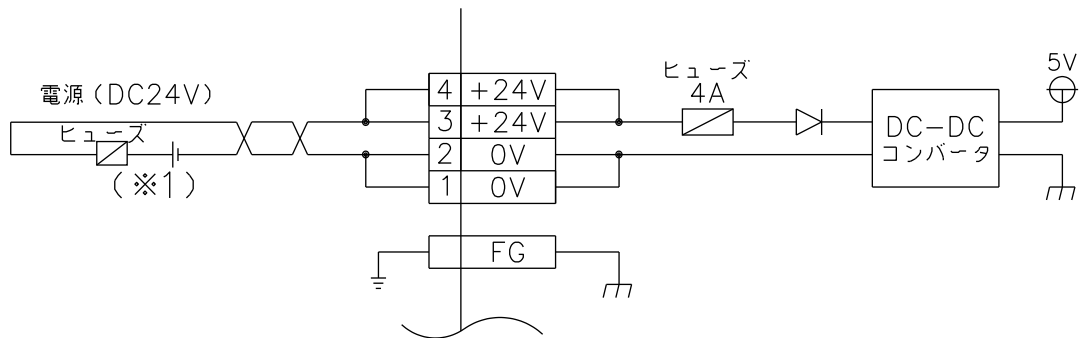 電源（DC24V）
ヒューズ
（※1）
4 +24V
3 +24V
2 0V
1 0V
FG
ヒューズ
4A
DC−DC
コンバータ
5V